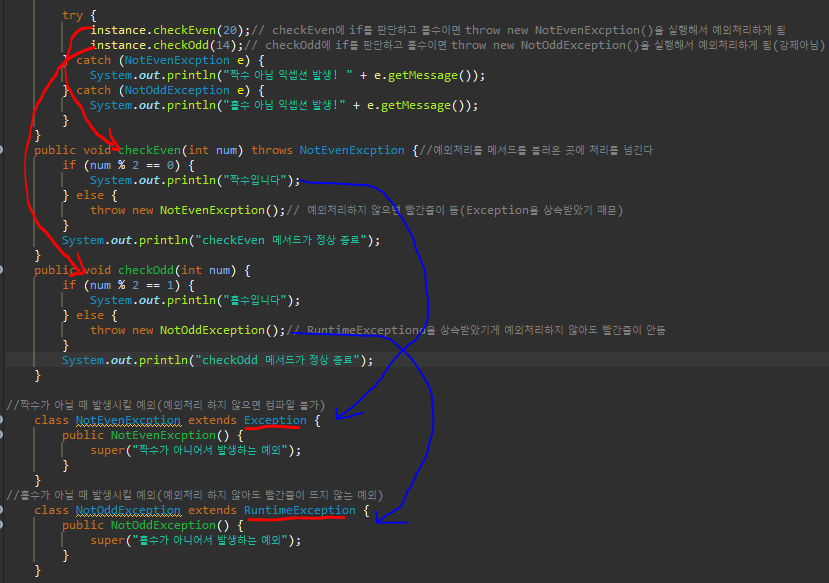 try {
instance.checkEven(20);// checkEven에 if를 판단하고 홀수이면 throw new NotEvenExcption()을 실행해서 예외처리하게 됨
instance.checkOdd(14);// checkOdd에 if를 판단하고 홀수이면 throw new NotOddException()을 실행해서 예외처리하게 됨(강제아님)
} catch (NotEvenExcption e) {
System.out.println("짝수 아님 익셉션 발생! " + e.getMessage());
} catch (NotOddException e) {
System.out.println("홀수 아님 익셉션 발생!" + e.getMessage());
}
}
public void checkEven(int num) throws NotEvenExcption {//예외처리를 메서드를 불러온 곳에 처리를 넘긴다
if (num % 2 == 0) {
System.out.println("짝수입니다");
} else {
throw new NotEvenExcption();// 예외처리하지 않으면 빨간줄이 뜸(Exception을 상속받았기 때문)
}
System.out.println("checkEven 메서드가 정상 종료");
}
public void checkOdd(int num) {
if (num % 2 == 1) {
System.out.println("홀수입니다");
} else {
throw new NotOddException();// RuntimeException을 상속받았기게 예외처리하지 않아도 빨간줄이 안뜸
}
System.out.println("checkOdd 메서드가 정상 종료");
}
//짝수가 아닐 때 발생시킬 예외(예외처리 하지 않으면 컴파일 불가)
class NotEvenExcption extends Exception {
public NotEvenExcption() {
super("짝수가 아니어서 발생하는 예외");
}
}
//홀수가 아닐 때 발생시킬 예외(예외처리 하지 않아도 빨간줄이 뜨지 않는 예외)
class NotOddException extends RuntimeException {
public NotOddException() {
super("홀수가 아니어서 발생하는 예외");
}
}